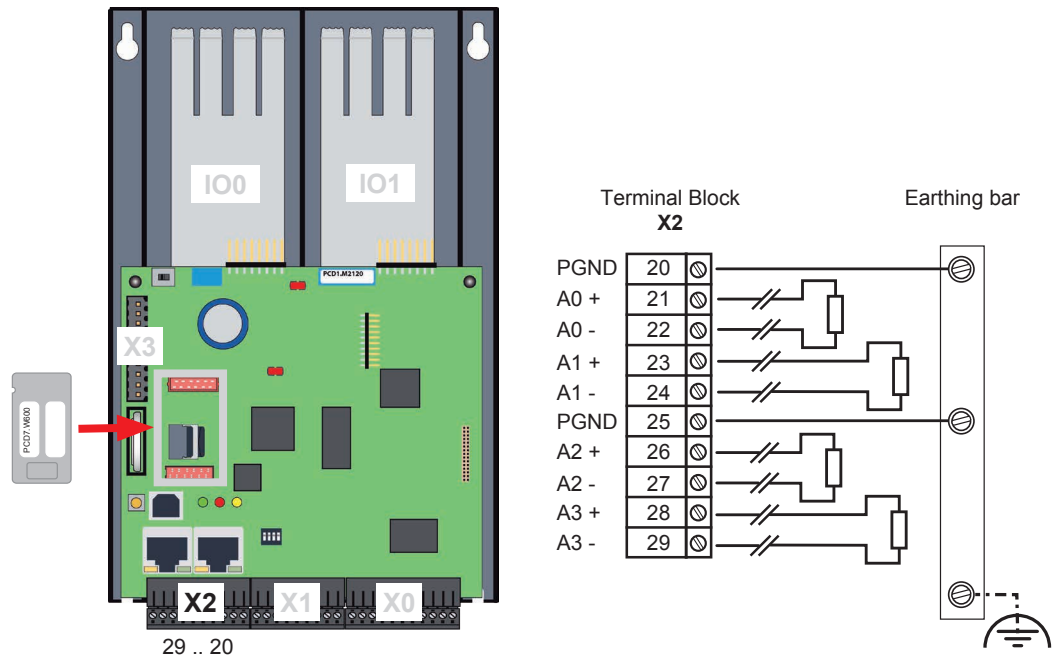 IO0
IO1
PCD1.M2120
X3
PCD7.W600
X2
X1
X0
29 .. 20
Terminal Block
X2
Earthing bar
PGND 20
A0 + 21
A0 - 22
A1 + 23
A1 - 24
PGND 25
A2 + 26
A2 - 27
A3 + 28
A3 - 29